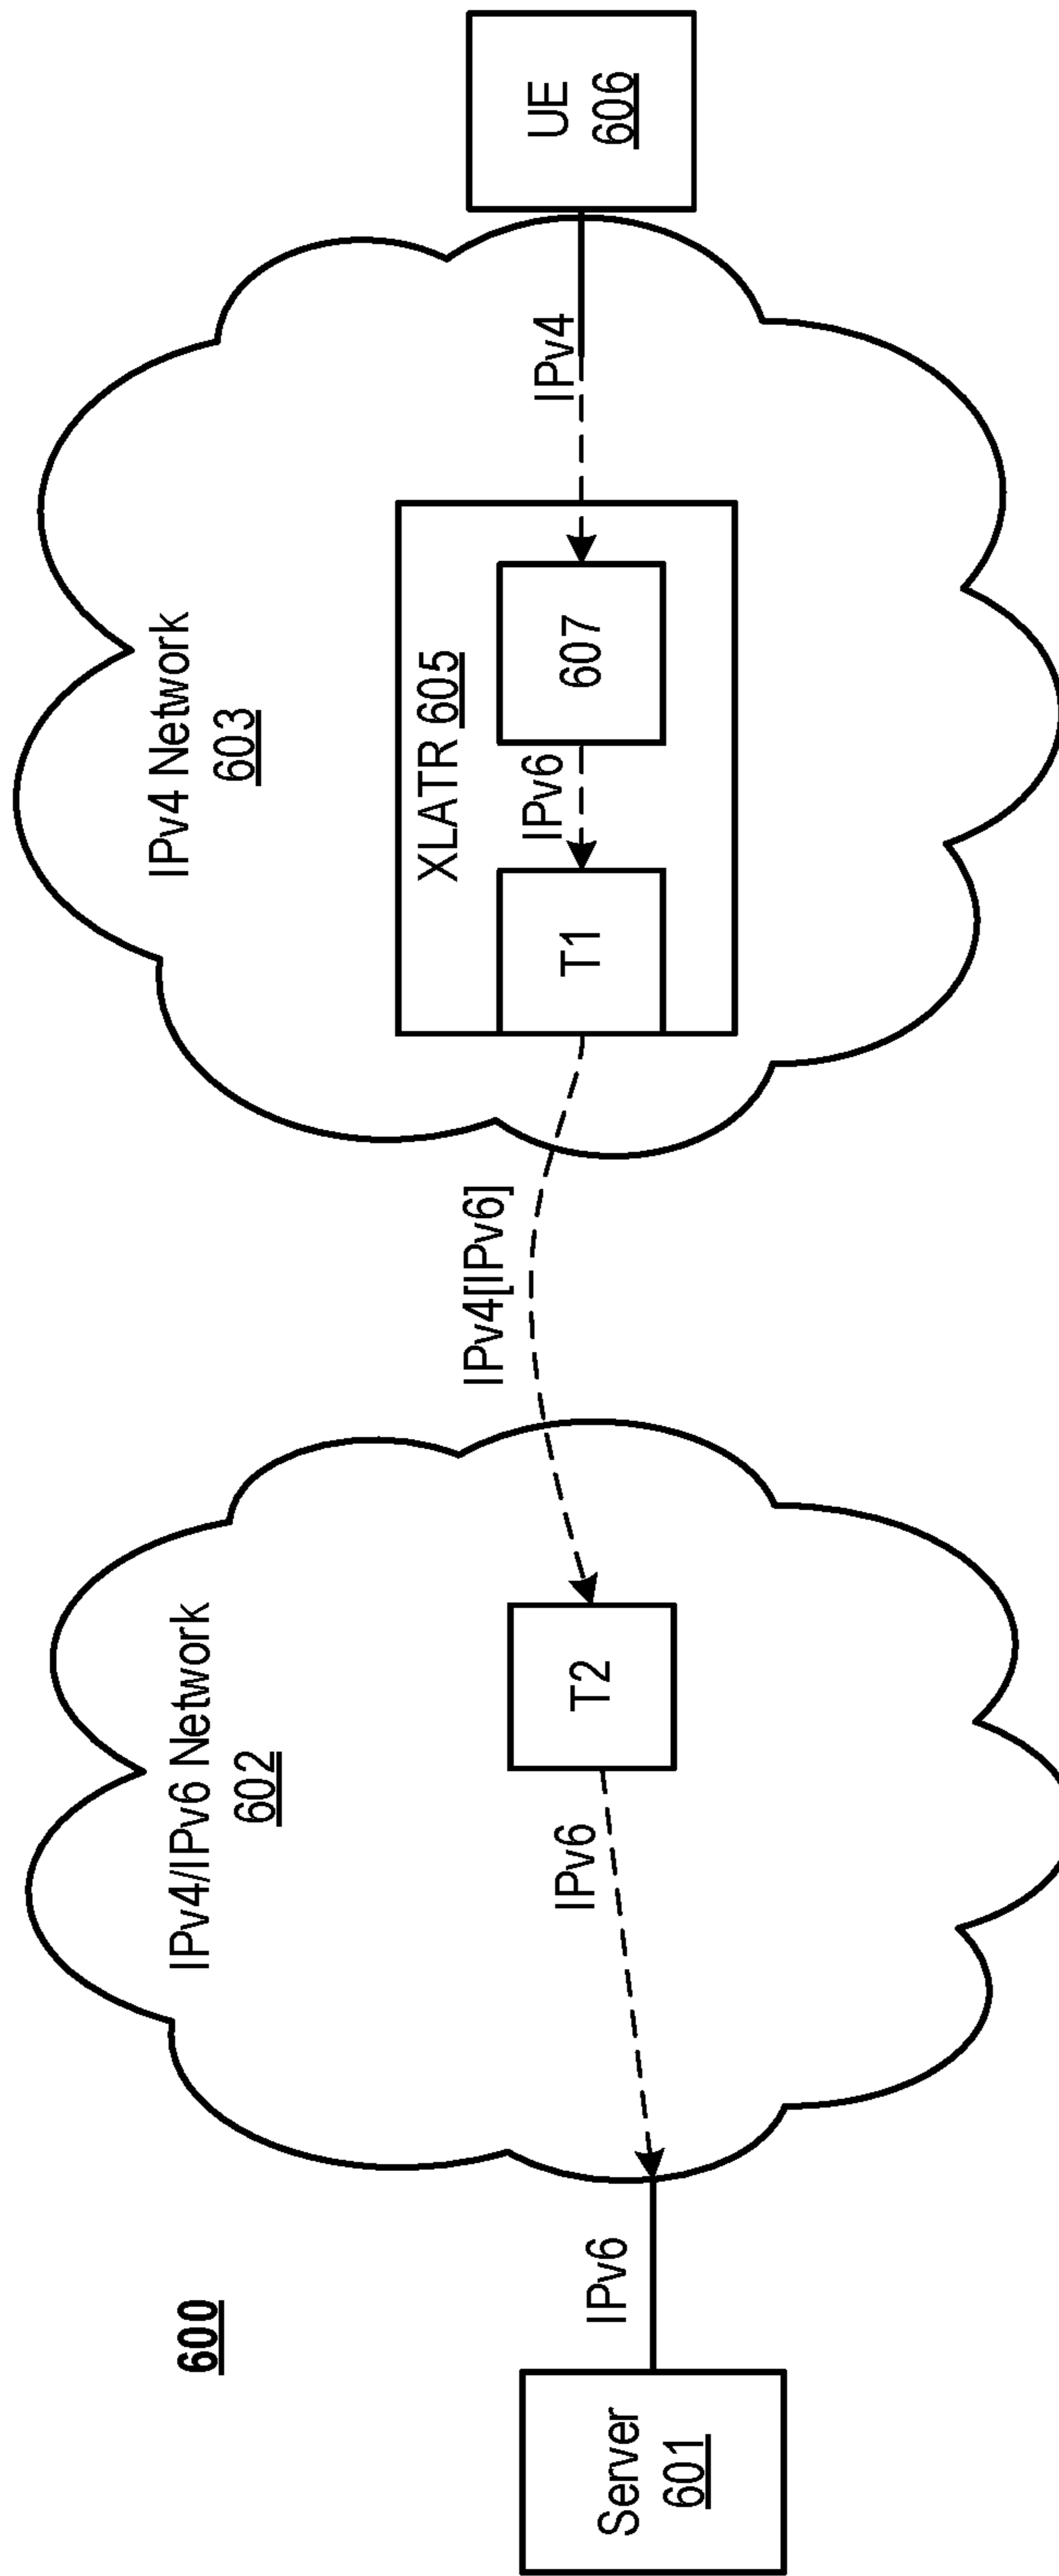 600
IPv4/IPv6 Network
602
IPv4 Network
603
Server
601
IPv6
IPv6
T2
IPv4[IPv6]
XLATR 605
T1
IPv6
607
IPv4
UE
606